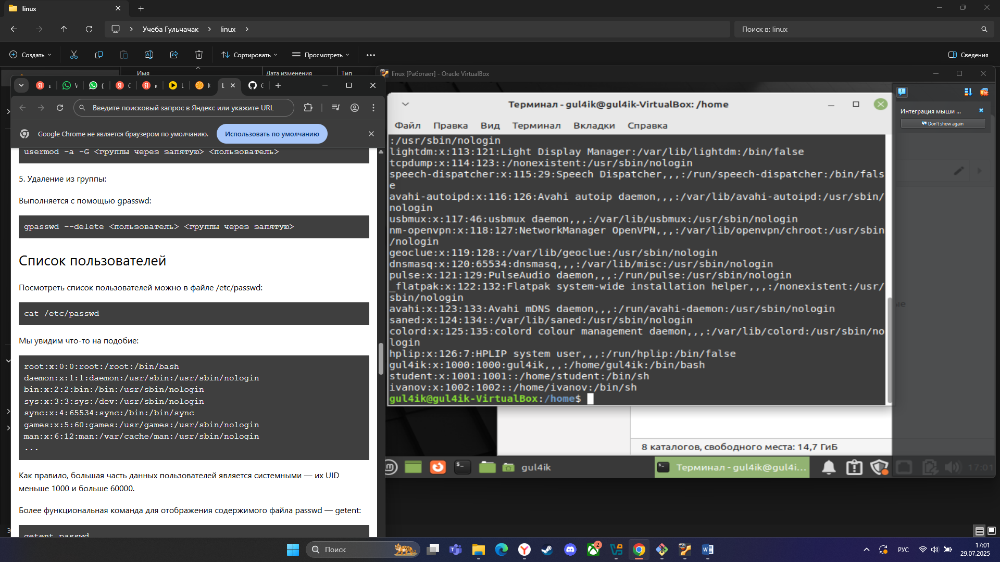 linux
Учеба Гульчачак
linux
Поиск в: linux
Создать
Сортировать
Просмотреть
Сведения
Имя
Дата изменения
Тип
Введите поисковый запрос в Яндекс или укажите URL
Google Chrome не является браузером по умолчанию.
Использовать по умолчанию
usermod -a -G <группы через запятую> <пользователь>
5. Удаление из группы:
Выполняется с помощью gpasswd:
gpasswd --delete <пользователь> <группы через запятую>
Список пользователей
Посмотреть список пользователей можно в файле /etc/passwd:
cat /etc/passwd
Мы увидим что-то на подобие:
root:x:0:0:root:/root:/bin/bash
daemon:x:1:1:daemon:/usr/sbin:/usr/sbin/nologin
bin:x:2:2:bin:/bin:/usr/sbin/nologin
sys:x:3:3:sys:/dev:/usr/sbin/nologin
sync:x:4:65534:sync:/bin:/bin/sync
games:x:5:60:games:/usr/games:/usr/sbin/nologin
man:x:6:12:man:/var/cache/man:/usr/sbin/nologin
...
Как правило, большая часть данных пользователей является системными — их UID
меньше 1000 и больше 60000.
Более функциональная команда для отображения содержимого файла passwd — getent:
getent passwd
linux [Работает] - Oracle VirtualBox
Терминал - gul4ik@gul4ik-VirtualBox: /home
Файл Правка Вид Терминал Вкладки Справка
:/usr/sbin/nologin
lightdm:x:113:121:Light Display Manager:/var/lib/lightdm:/bin/false
tcpdump:x:114:123::/nonexistent:/usr/sbin/nologin
speech-dispatcher:x:115:29:Speech Dispatcher,,,:/run/speech-dispatcher:/bin/fals
e
avahi-autoipd:x:116:126:Avahi autoip daemon,,,:/var/lib/avahi-autoipd:/usr/sbin/
nologin
usbmux:x:117:46:usbmux daemon,,,:/var/lib/usbmux:/usr/sbin/nologin
nm-openvpn:x:118:127:NetworkManager OpenVPN,,,:/var/lib/openvpn/chroot:/usr/sbin
/nologin
geoclue:x:119:128::/var/lib/geoclue:/usr/sbin/nologin
dnsmasq:x:120:65534:dnsmasq,,,:/var/lib/misc:/usr/sbin/nologin
pulse:x:121:129:PulseAudio daemon,,,:/run/pulse:/usr/sbin/nologin
_flatpak:x:122:132:Flatpak system-wide installation helper,,,:/nonexistent:/usr/
sbin/nologin
avahi:x:123:133:Avahi mDNS daemon,,,:/run/avahi-daemon:/usr/sbin/nologin
saned:x:124:134::/var/lib/saned:/usr/sbin/nologin
colord:x:125:135:colord colour management daemon,,,:/var/lib/colord:/usr/sbin/no
login
hplip:x:126:7:HPLIP system user,,,:/run/hplip:/bin/false
gul4ik:x:1000:1000:gul4ik,,,:/home/gul4ik:/bin/bash
student:x:1001:1001::/home/student:/bin/sh
ivanov:x:1002:1002::/home/ivanov:/bin/sh
gul4ik@gul4ik-VirtualBox:/home$
Интеграция мыши ...
Don't show again
8 каталогов, свободного места: 14,7 ГиБ
gul4ik
Терминал - gul4ik@gul4i...
17:01
Поиск
2
РУС
17:01
29.07.2025